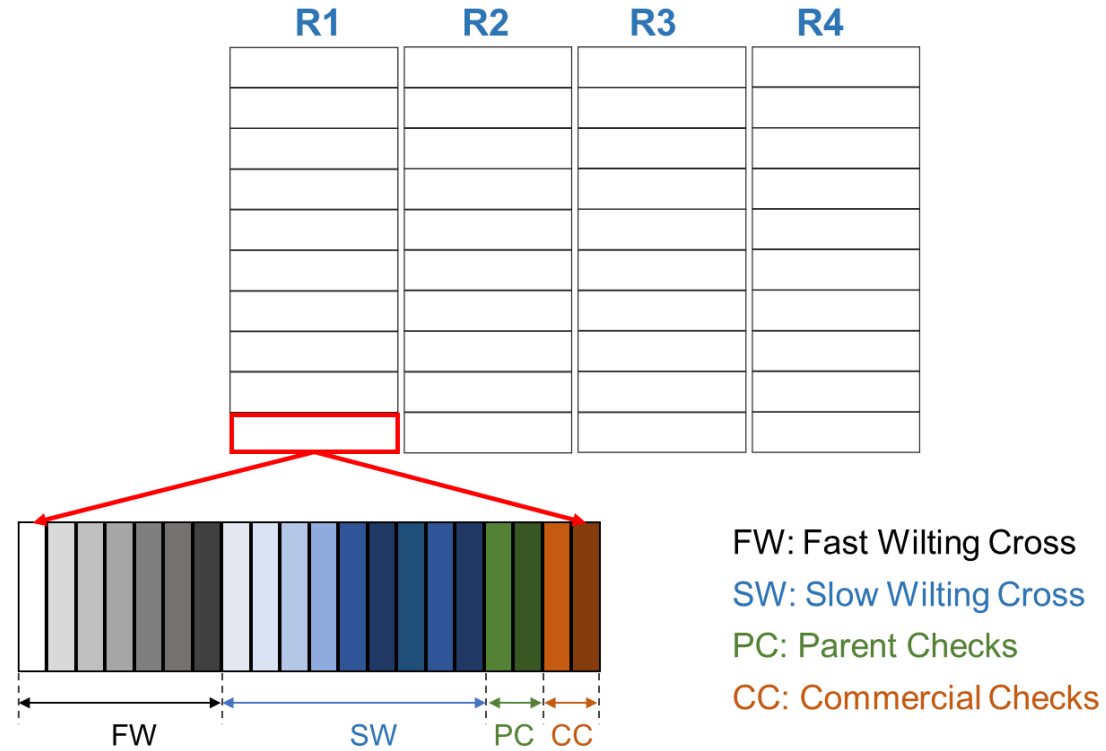 R1 R2 R3 R4
FW: Fast Wilting Cross
SW: Slow Wilting Cross
PC: Parent Checks
CC: Commercial Checks
FW SW PC CC